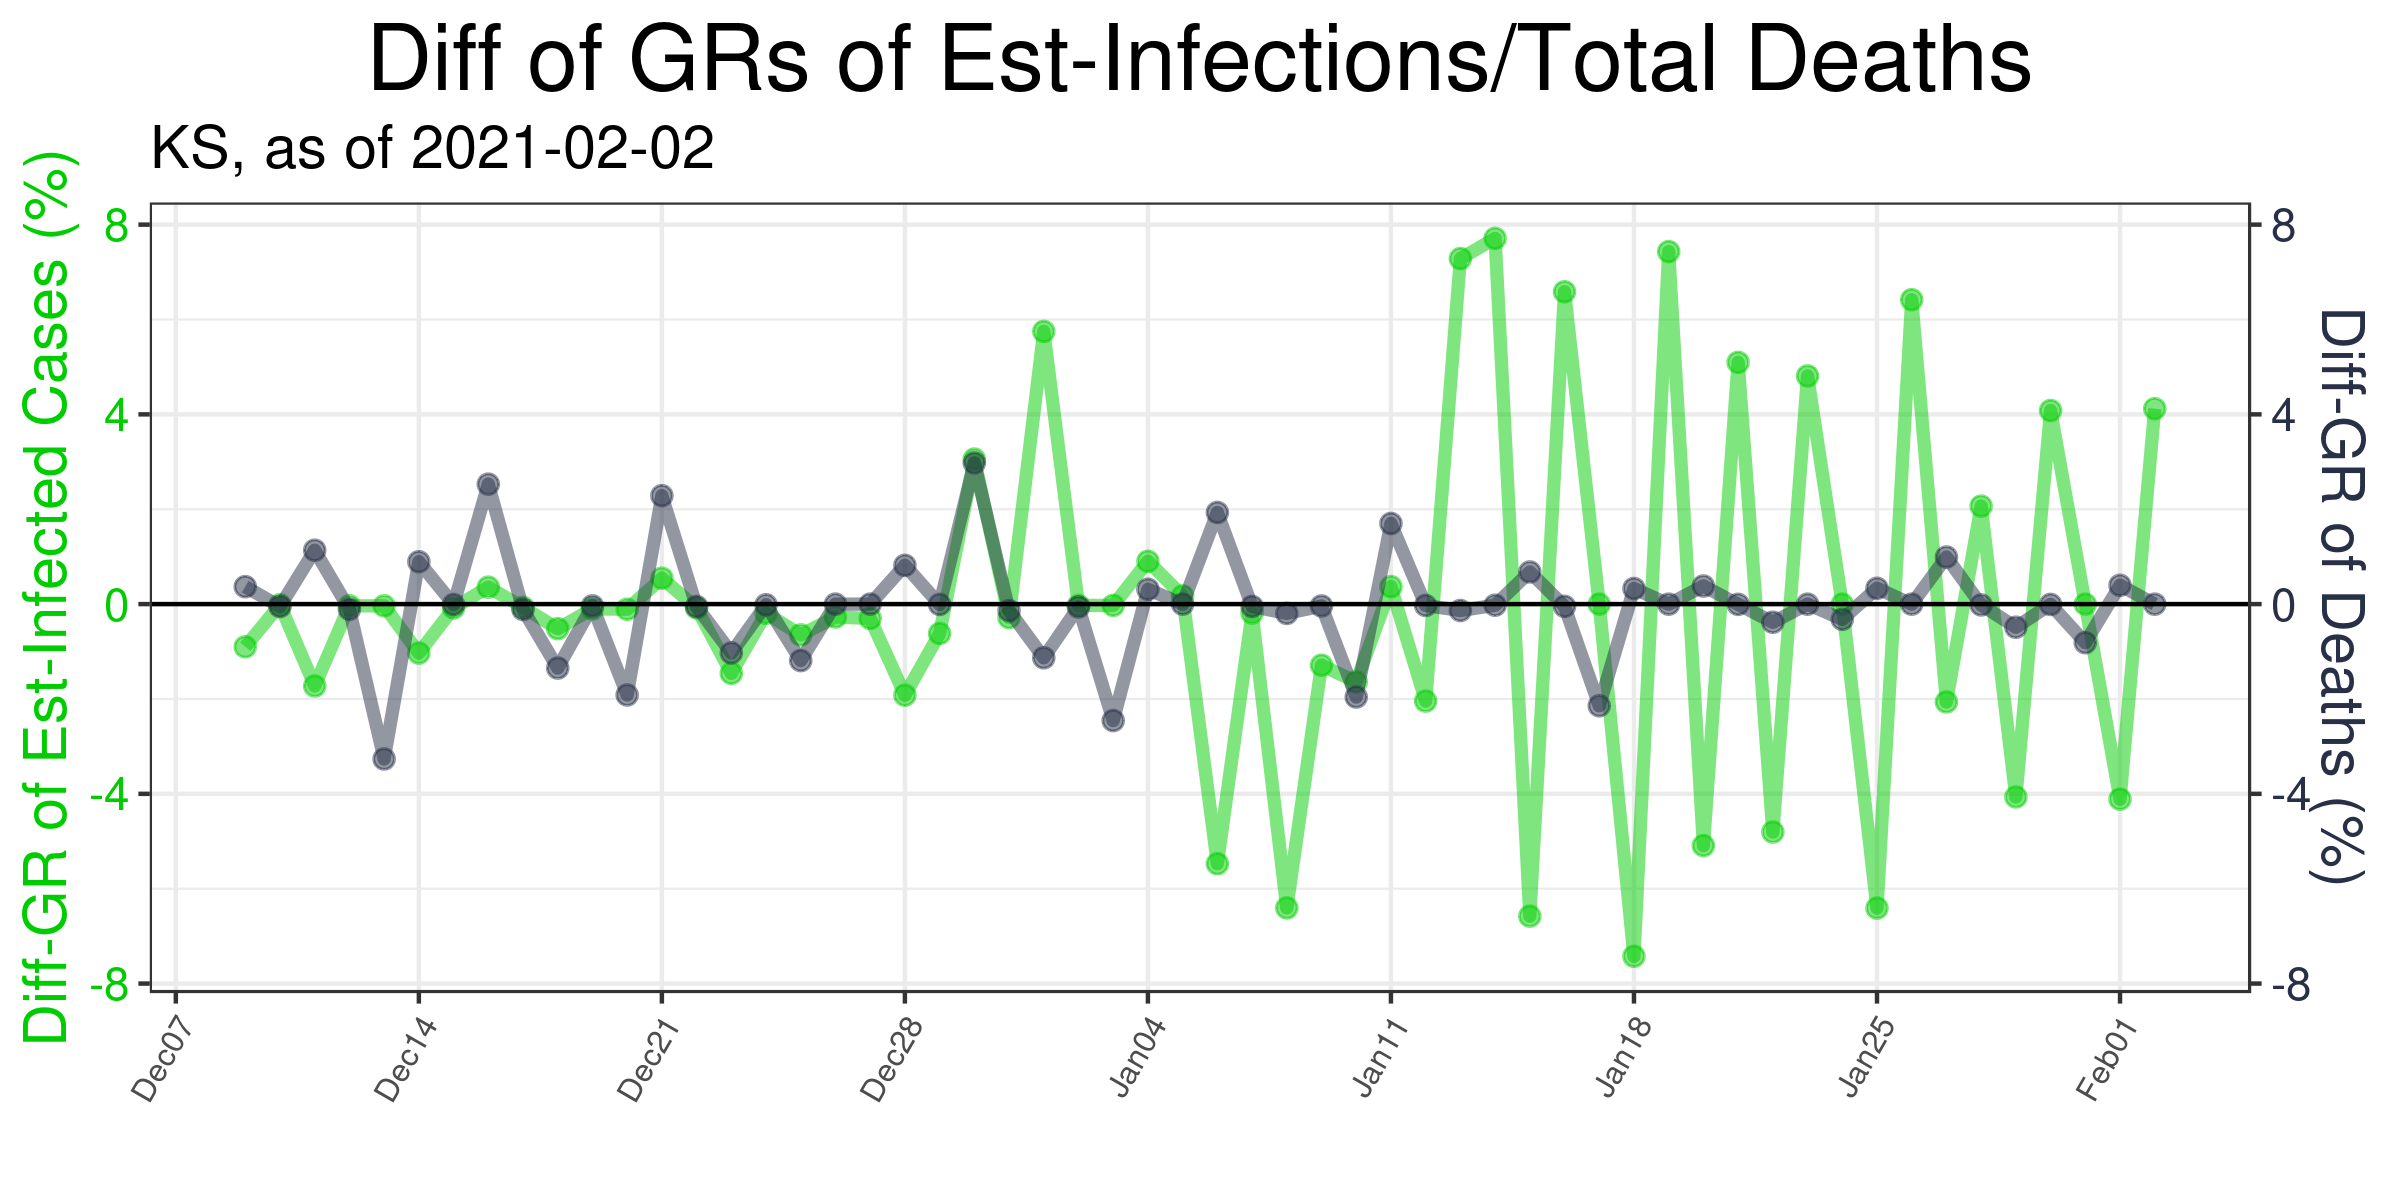 Diff of GRs of Est-Infections/Total Deaths
KS, as of 2021-02-02
Diff-GR of Est-Infected Cases (%)
8
4
0
-4
-8
8
4
0
-4
-8
Diff-GR of Deaths (%)
Dec07
Dec14
Dec21
Dec28
Jan04
Jan11
Jan18
Jan25
Feb01